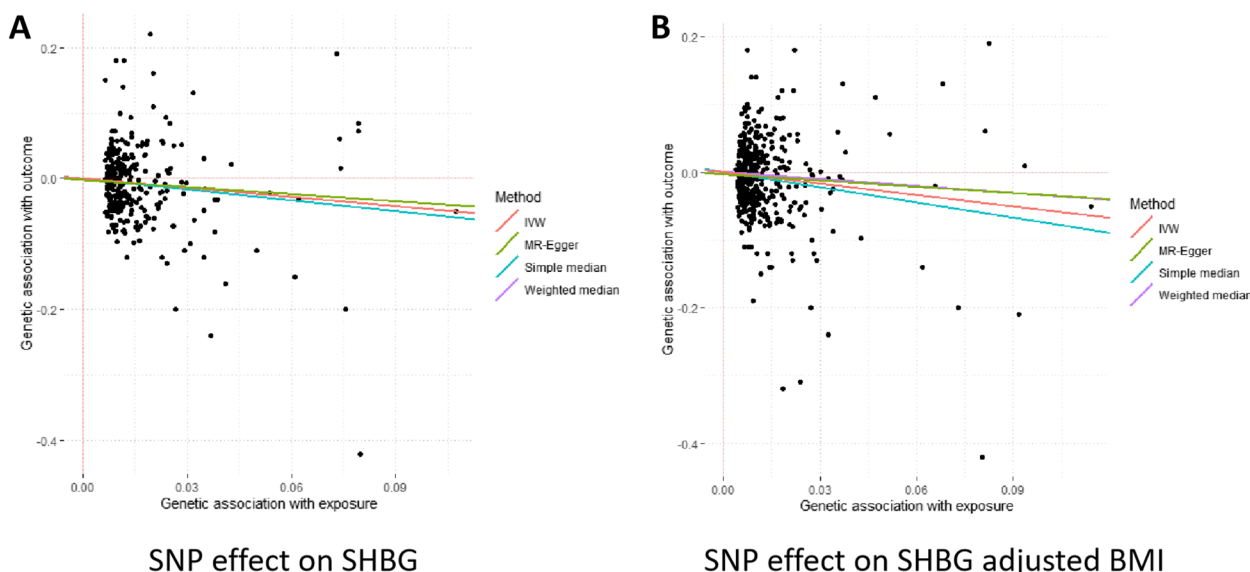 A
0.2
0.0
-0.2
-0.4
Genetic association with outcome
0.00
0.03
0.06
0.09
Genetic association with exposure
Method
IVW
MR-Egger
Simple median
Weighted median
SNP effect on SHBG
B
0.2
0.0
-0.2
-0.4
Genetic association with outcome
0.00
0.03
0.06
0.09
Genetic association with exposure
Method
IVW
MR-Egger
Simple median
Weighted median
SNP effect on SHBG adjusted BMI